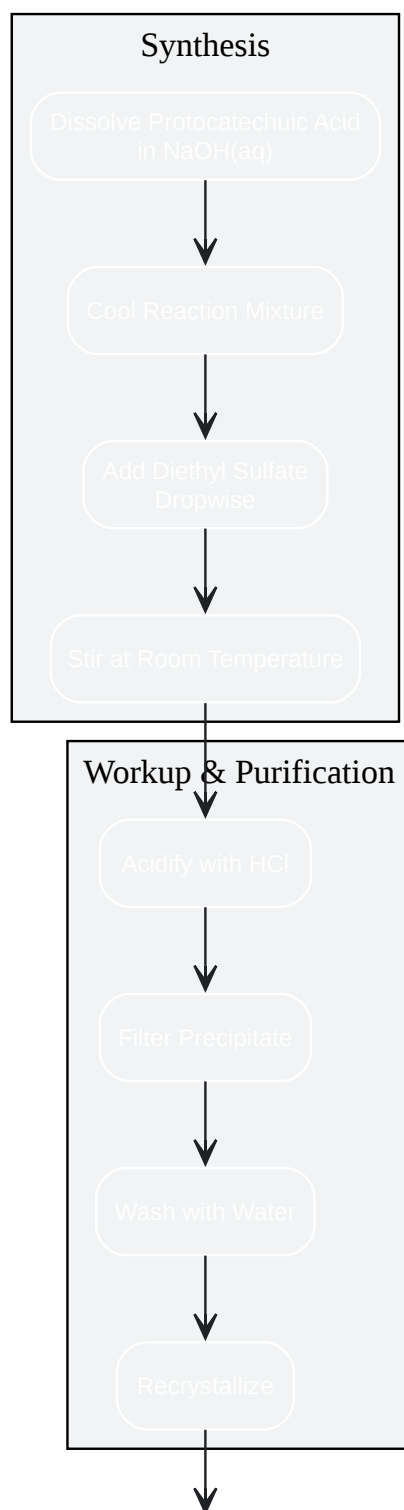 Synthesis
Dissolve Protocatechuic Acid
in NaOH(aq)
Cool Reaction Mixture
Add Diethyl Sulfate
Dropwise
Stir at Room Temperature
Workup & Purification
Acidify with HCl
Filter Precipitate
Wash with Water
Recrystallize